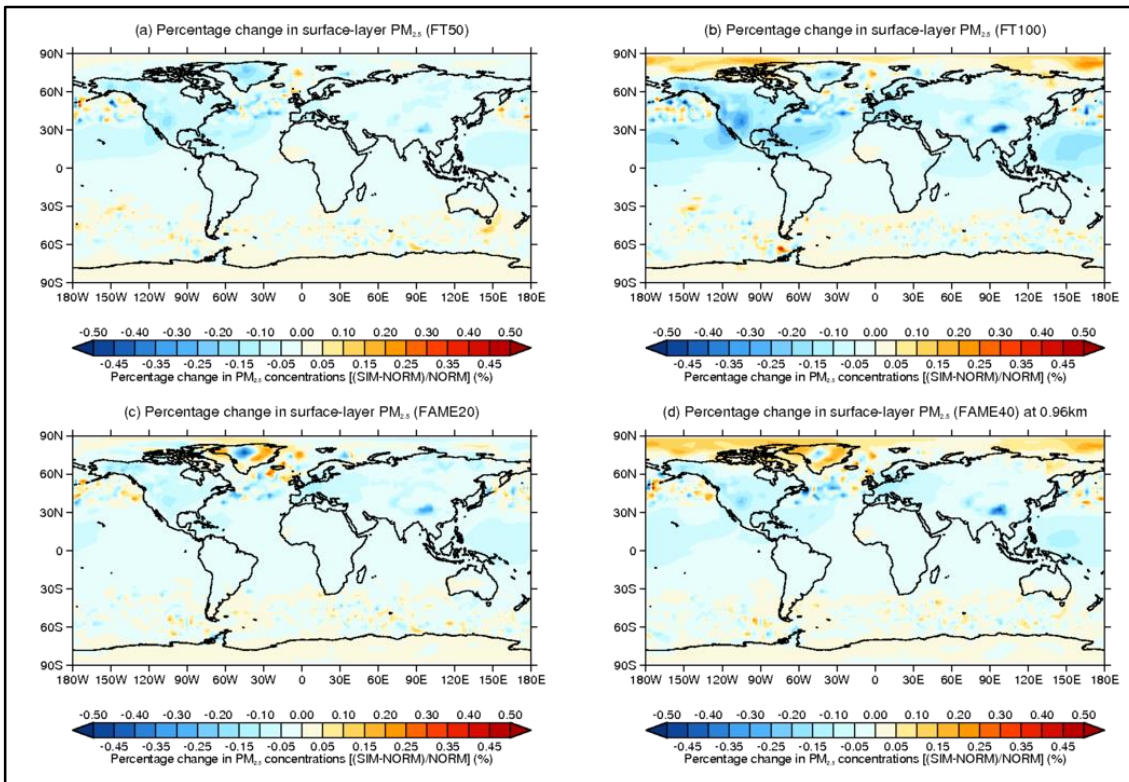 (a) Percentage change in surface-layer PM₂.₅ (FT50)
90N
60N
30N
0
30S
60S
90S
180W 150W 120W 90W 60W 30W 0 30E 60E 90E 120E 150E 180E
-0.50 -0.40 -0.30 -0.20 -0.10 0.00 0.10 0.20 0.30 0.40 0.50
-0.45 -0.35 -0.25 -0.15 -0.05 0.05 0.15 0.25 0.35 0.45
Percentage change in PM₂.₅ concentrations [(SIM-NORM)/NORM] (%)
(b) Percentage change in surface-layer PM₂.₅ (FT100)
90N
60N
30N
0
30S
60S
90S
180W 150W 120W 90W 60W 30W 0 30E 60E 90E 120E 150E 180E
-0.50 -0.40 -0.30 -0.20 -0.10 0.00 0.10 0.20 0.30 0.40 0.50
-0.45 -0.35 -0.25 -0.15 -0.05 0.05 0.15 0.25 0.35 0.45
Percentage change in PM₂.₅ concentrations [(SIM-NORM)/NORM] (%)
(c) Percentage change in surface-layer PM₂.₅ (FAME20)
90N
60N
30N
0
30S
60S
90S
180W 150W 120W 90W 60W 30W 0 30E 60E 90E 120E 150E 180E
-0.50 -0.40 -0.30 -0.20 -0.10 0.00 0.10 0.20 0.30 0.40 0.50
-0.45 -0.35 -0.25 -0.15 -0.05 0.05 0.15 0.25 0.35 0.45
Percentage change in PM₂.₅ concentrations [(SIM-NORM)/NORM] (%)
(d) Percentage change in surface-layer PM₂.₅ (FAME40) at 0.96km
90N
60N
30N
0
30S
60S
90S
180W 150W 120W 90W 60W 30W 0 30E 60E 90E 120E 150E 180E
-0.50 -0.40 -0.30 -0.20 -0.10 0.00 0.10 0.20 0.30 0.40 0.50
-0.45 -0.35 -0.25 -0.15 -0.05 0.05 0.15 0.25 0.35 0.45
Percentage change in PM₂.₅ concentrations [(SIM-NORM)/NORM] (%)